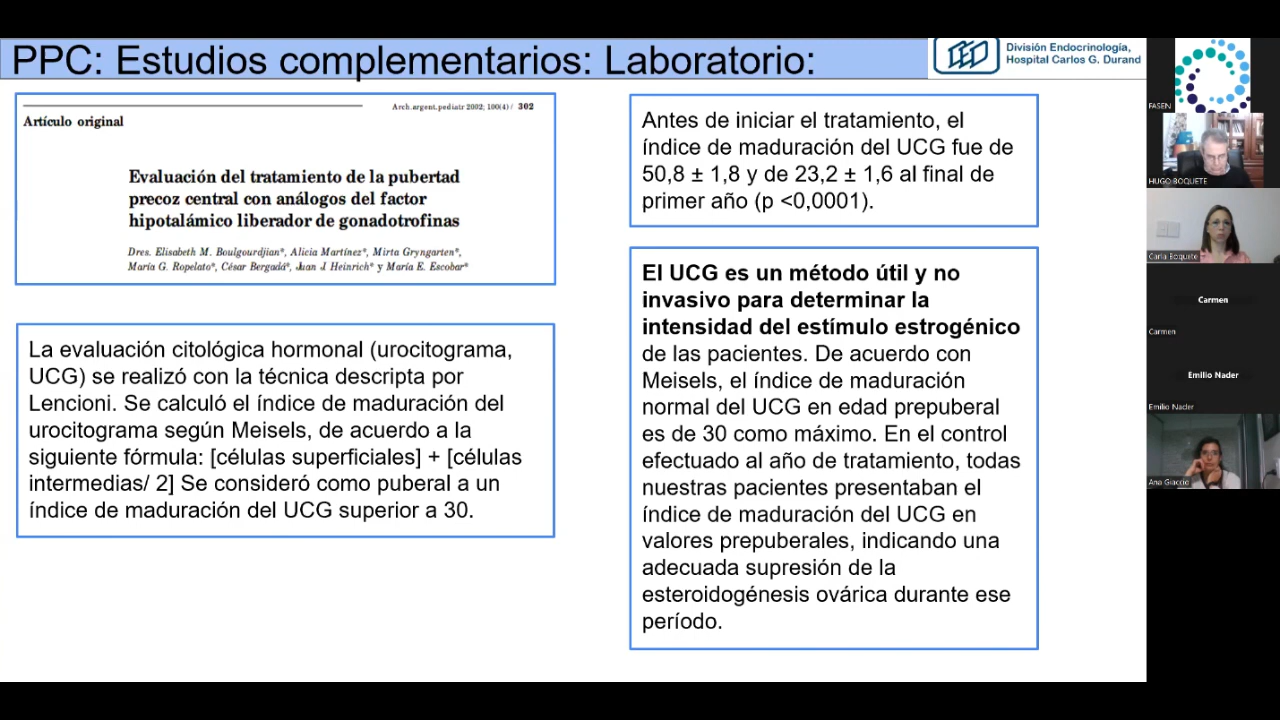 PPC: Estudios complementarios: Laboratorio:
División Endocrinología,
Hospital Carlos G. Durand
Arch.argent.pediatr 2002; 100(4) / 302
Artículo original
Evaluación del tratamiento de la pubertad
precoz central con análogos del factor
hipotalámico liberador de gonadotrofinas
Dres. Elisabeth M. Boulgourdjian*, Alicia Martínez*, Mirta Gryngarten*,
María G. Ropelato*, César Bergadá*, Juan J. Heinrich* y María E. Escobar*
La evaluación citológica hormonal (urocitograma,
UCG) se realizó con la técnica descripta por
Lencioni. Se calculó el índice de maduración del
urocitograma según Meisels, de acuerdo a la
siguiente fórmula: [células superficiales] + [células
intermedias/ 2] Se consideró como puberal a un
índice de maduración del UCG superior a 30.
Antes de iniciar el tratamiento, el
índice de maduración del UCG fue de
50,8 ± 1,8 y de 23,2 ± 1,6 al final de
primer año (p <0,0001).
El UCG es un método útil y no
invasivo para determinar la
intensidad del estímulo estrogénico
de las pacientes. De acuerdo con
Meisels, el índice de maduración
normal del UCG en edad prepuberal
es de 30 como máximo. En el control
efectuado al año de tratamiento, todas
nuestras pacientes presentaban el
índice de maduración del UCG en
valores prepuberales, indicando una
adecuada supresión de la
esteroidogénesis ovárica durante ese
período.
FASEN
HUGO BOQUETE
Carla Boquete
Carmen
Carmen
Emilio Nader
Emilio Nader
Ana Giaccio